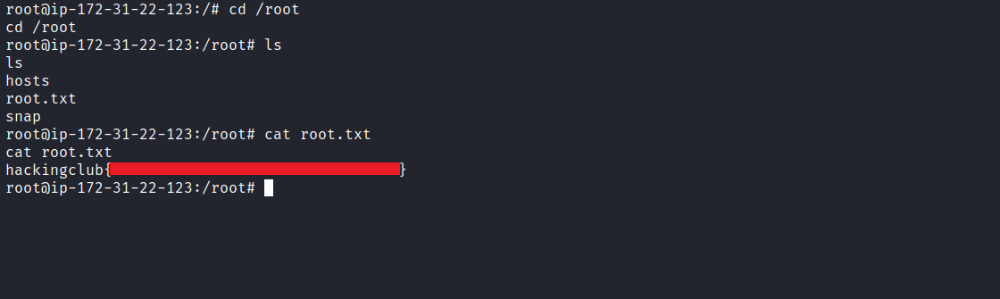 root@ip-172-31-22-123:/# cd /root
cd /root
root@ip-172-31-22-123:/root# ls
ls
hosts
root.txt
snap
root@ip-172-31-22-123:/root# cat root.txt
cat root.txt
hackingclub{}
root@ip-172-31-22-123:/root#